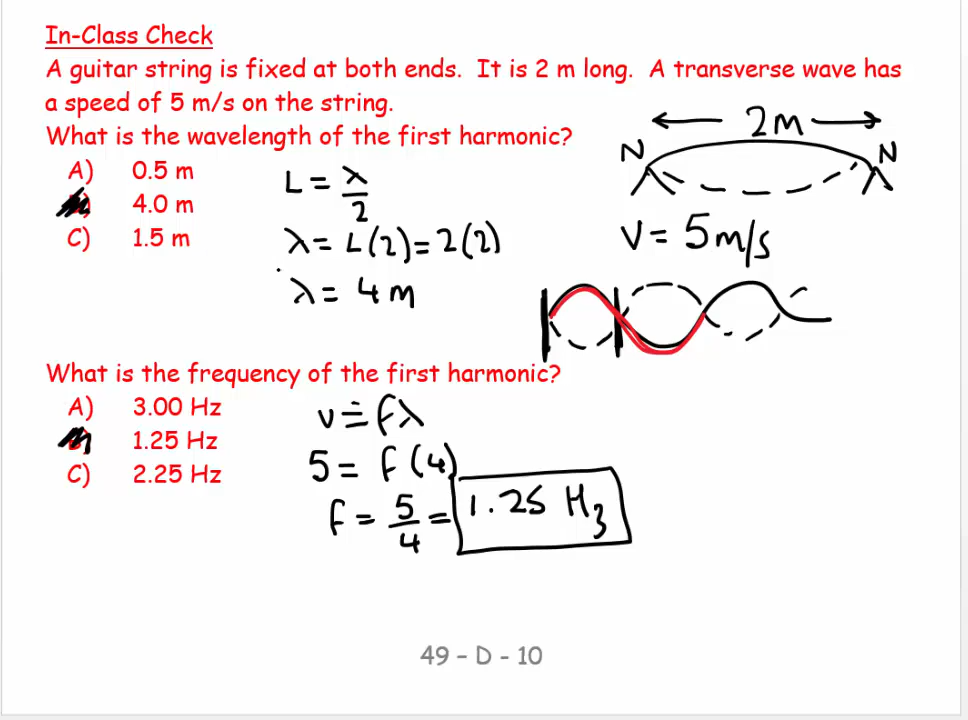 In-Class Check
A guitar string is fixed at both ends. It is 2 m long. A transverse wave has
a speed of 5 m/s on the string.
What is the wavelength of the first harmonic?
A) 0.5 m
4.0 m
C) 1.5 m
L = λ/2
λ = L(2) = 2(2)
λ = 4 m
2m
N N
V = 5 m/s
What is the frequency of the first harmonic?
A) 3.00 Hz
1.25 Hz
C) 2.25 Hz
v = fλ
5 = f(4)
f = 5/4 = 1.25 Hz
49 – D - 10